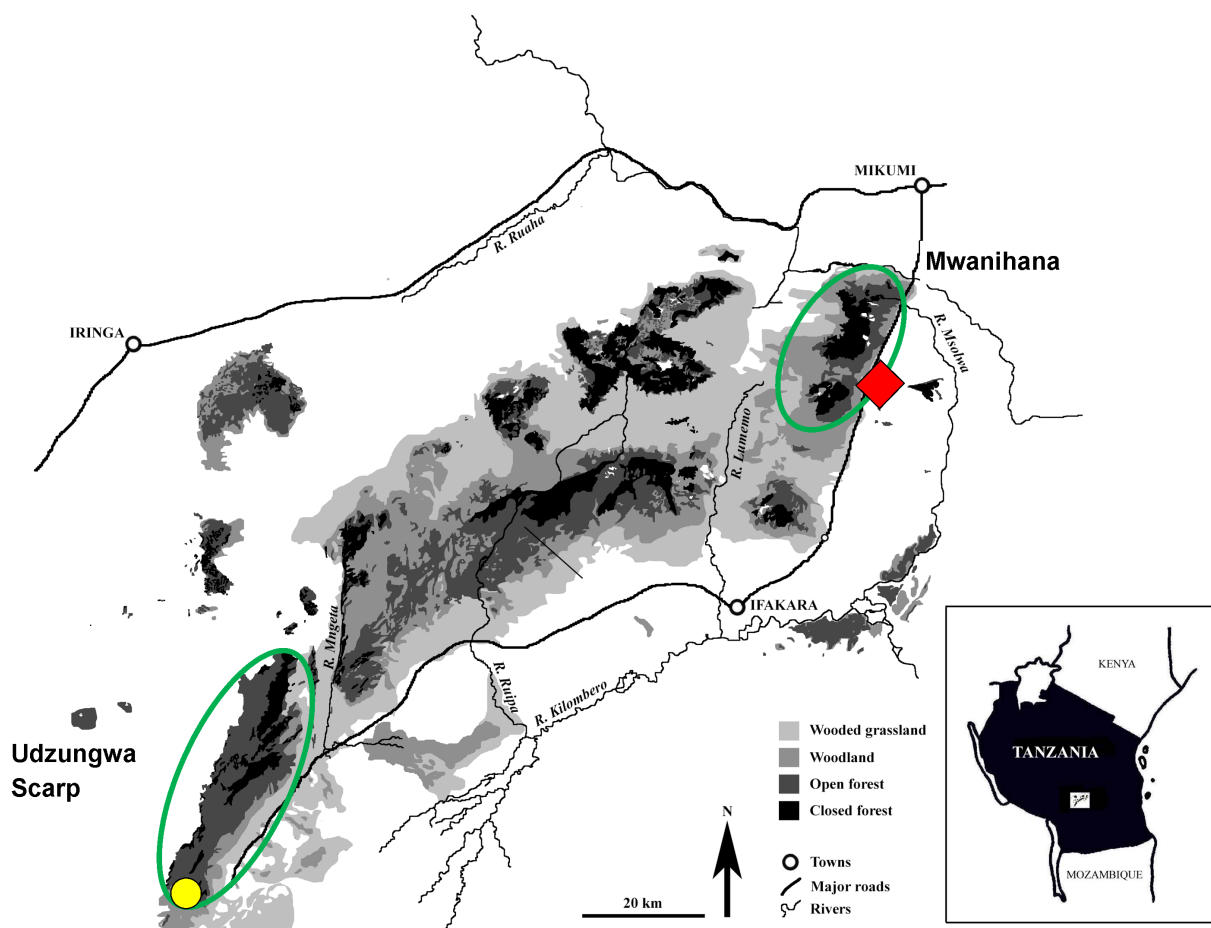 MIKUMI
Mwanihana
R. Ruaha
IRINGA
R. Msolwa
R. Lumemo
IFAKARA
R. Mngeta
R. Ruipa
R. Kilombero
Udzungwa
Scarp
Wooded grassland
Woodland
Open forest
Closed forest
N
Towns
Major roads
Rivers
20 km
KENYA
TANZANIA
MOZAMBIQUE